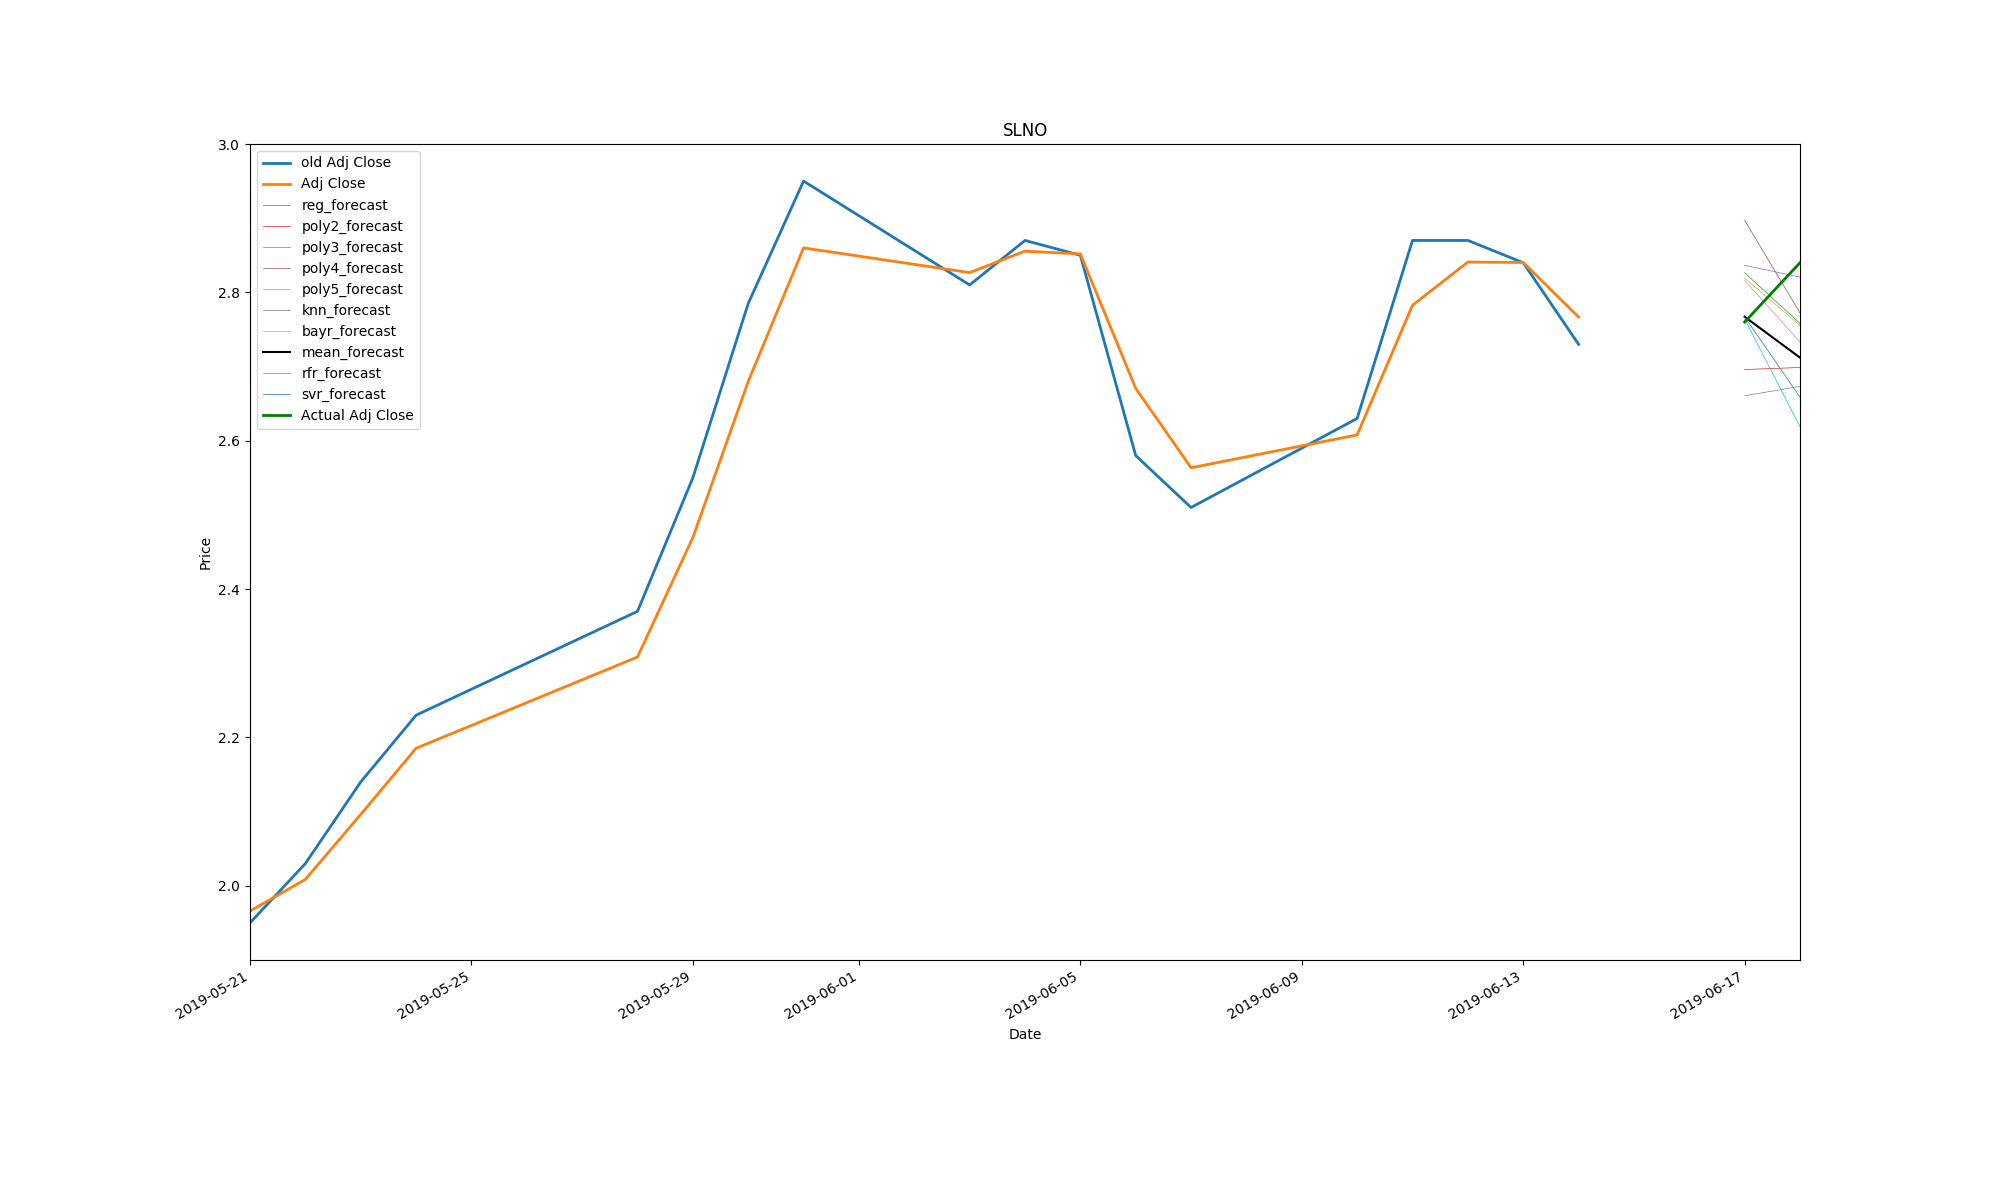 SLNO
3.0
2.8
2.6
2.4
2.2
2.0
Price
old Adj Close
Adj Close
reg_forecast
poly2_forecast
poly3_forecast
poly4_forecast
poly5_forecast
knn_forecast
bayr_forecast
mean_forecast
rfr_forecast
svr_forecast
Actual Adj Close
2019-05-21
2019-05-25
2019-05-29
2019-06-01
2019-06-05
2019-06-09
2019-06-13
2019-06-17
Date